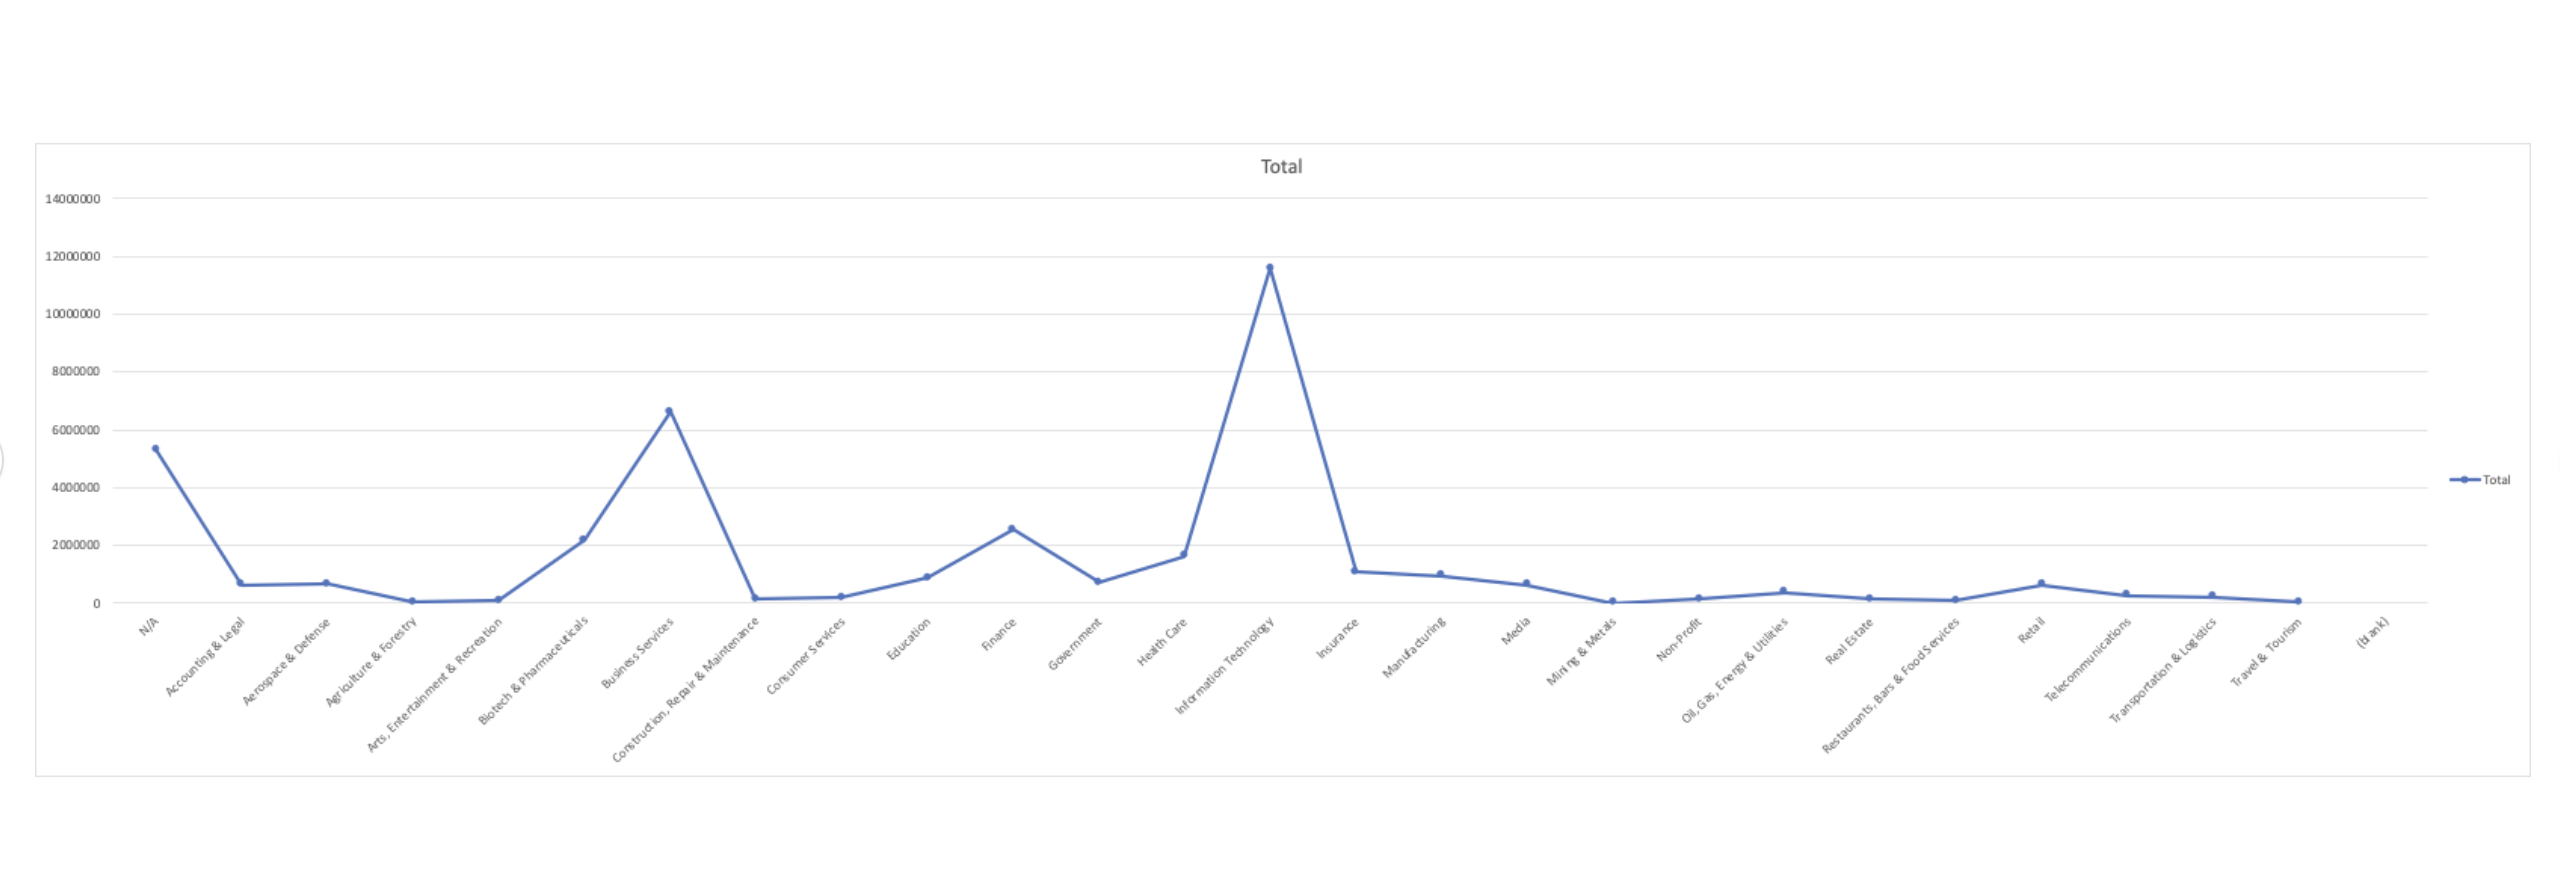 Total
14000000
12000000
10000000
8000000
6000000
4000000
2000000
0
Total
N/A
Accounting & Legal
Aerospace & Defense
Agriculture & Forestry
Arts, Entertainment & Recreation
Biotech & Pharmaceuticals
Business Services
Construction, Repair & Maintenance
Consumer Services
Education
Finance
Government
Health Care
Information Technology
Insurance
Manufacturing
Media
Mining & Metals
Non-Profit
Oil, Gas, Energy & Utilities
Real Estate
Restaurants, Bars & Food Services
Retail
Telecommunications
Transportation & Logistics
Travel & Tourism
(blank)